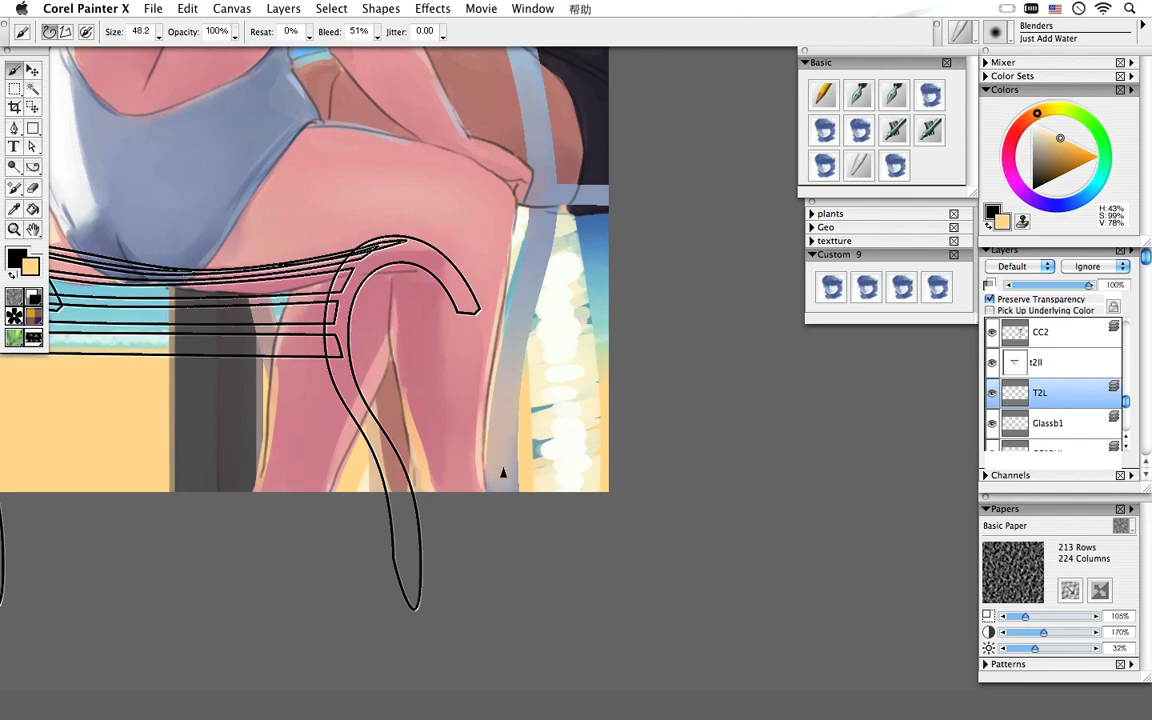 Corel Painter X File Edit Canvas Layers Select Shapes Effects Movie Window 帮助
Size: 48.2 Opacity: 100% Resat: 0% Bleed: 51% Jitter: 0.00
Blenders
Just Add Water
Basic
plants
Geo
textture
Custom 9
Mixer
Color Sets
Colors
H: 43%
S: 99%
V: 78%
Layers
Default Ignore
100%
Preserve Transparency
Pick Up Underlying Color
CC2
t2ll
T2L
Glassb1
Channels
Papers
Basic Paper
213 Rows
224 Columns
105%
170%
32%
Patterns
T